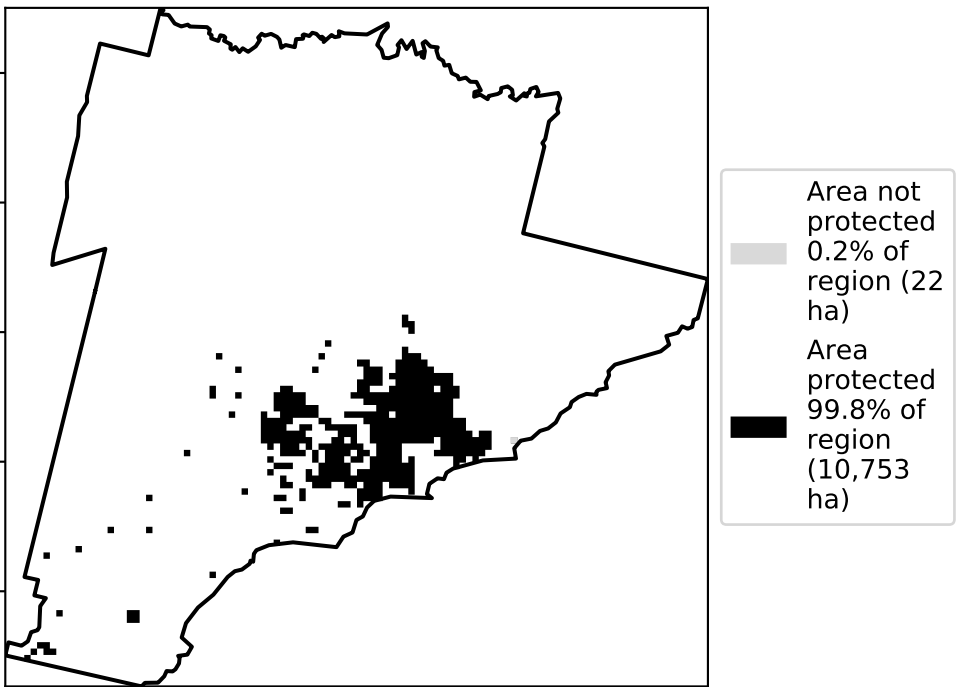 Area not
protected
0.2% of
region (22
ha)
Area
protected
99.8% of
region
(10,753
ha)